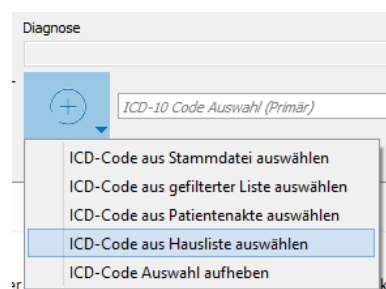 Diagnose
ICD-10 Code Auswahl (Primär)
ICD-Code aus Stammdatei auswählen
ICD-Code aus gefilterter Liste auswählen
ICD-Code aus Patientenakte auswählen
ICD-Code aus Hausliste auswählen
ICD-Code Auswahl aufheben